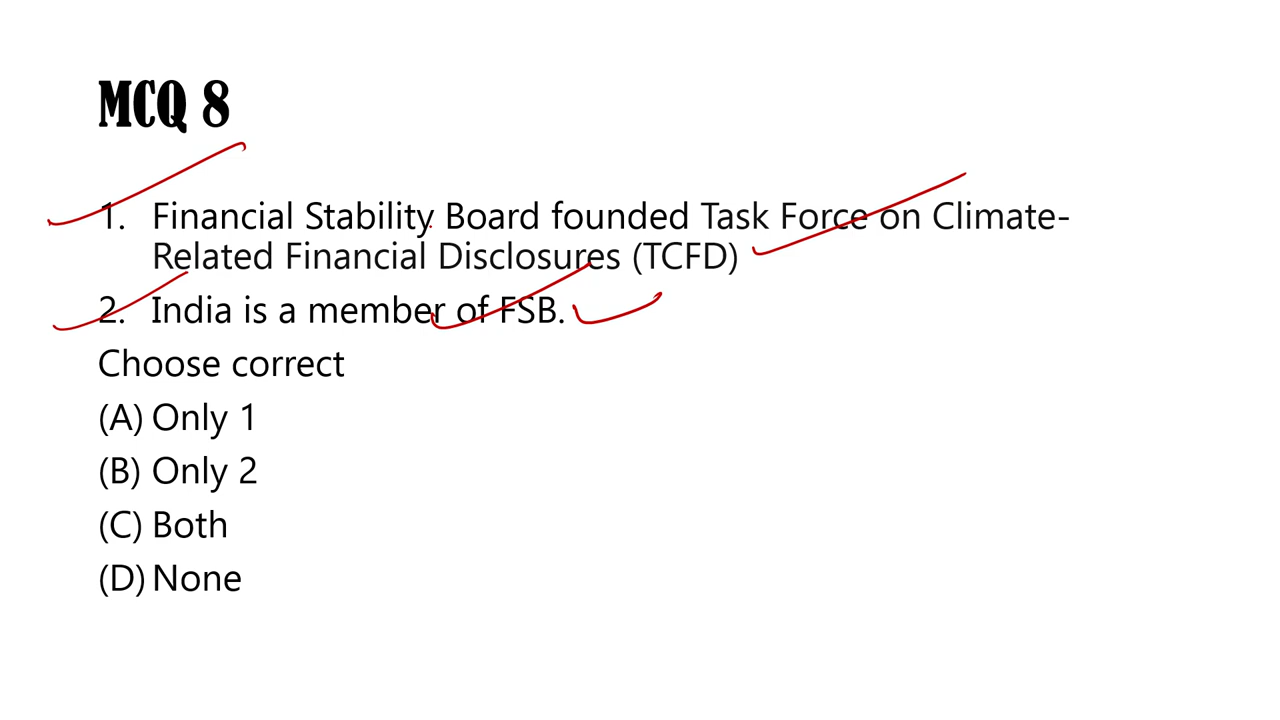 MCQ 8
1. Financial Stability Board founded Task Force on Climate-
Related Financial Disclosures (TCFD)
2. India is a member of FSB.
Choose correct
(A) Only 1
(B) Only 2
(C) Both
(D) None